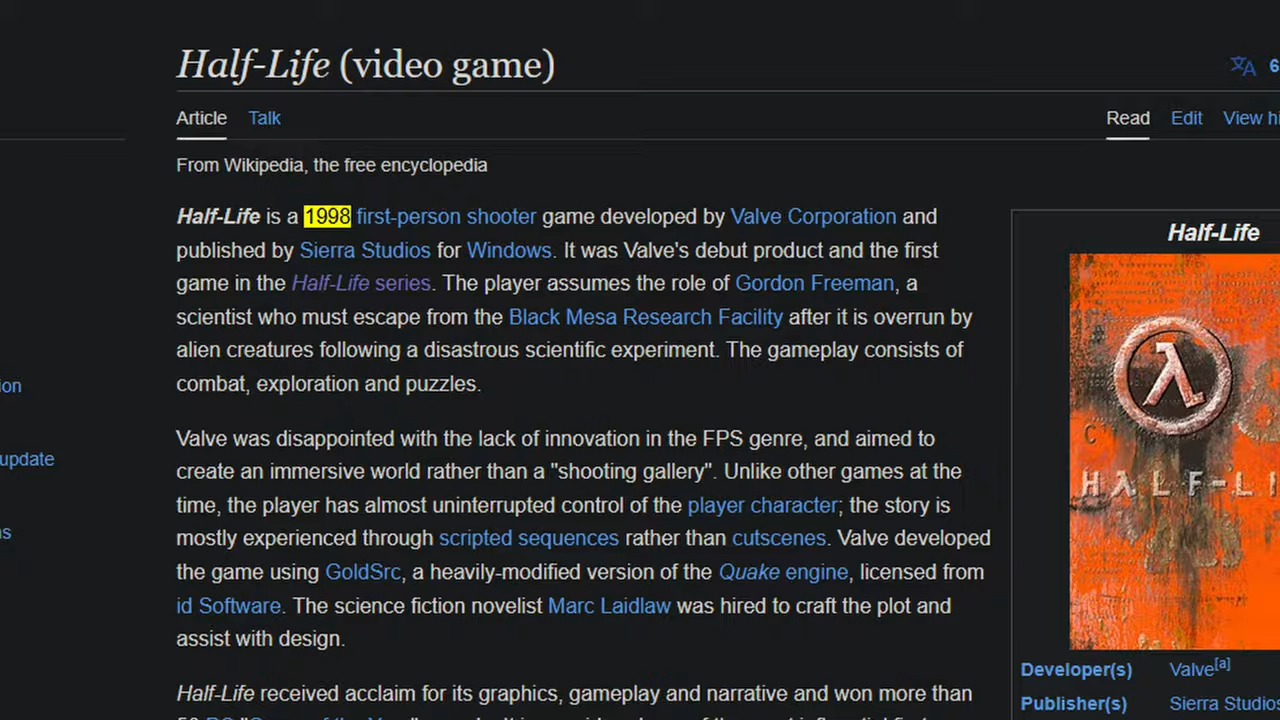 Half-Life (video game)
6
Article Talk
Read Edit View hi
From Wikipedia, the free encyclopedia
Half-Life is a 1998 first-person shooter game developed by Valve Corporation and
published by Sierra Studios for Windows. It was Valve's debut product and the first
game in the Half-Life series. The player assumes the role of Gordon Freeman, a
scientist who must escape from the Black Mesa Research Facility after it is overrun by
alien creatures following a disastrous scientific experiment. The gameplay consists of
combat, exploration and puzzles.
Valve was disappointed with the lack of innovation in the FPS genre, and aimed to
create an immersive world rather than a "shooting gallery". Unlike other games at the
time, the player has almost uninterrupted control of the player character; the story is
mostly experienced through scripted sequences rather than cutscenes. Valve developed
the game using GoldSrc, a heavily-modified version of the Quake engine, licensed from
id Software. The science fiction novelist Marc Laidlaw was hired to craft the plot and
assist with design.
Half-Life received acclaim for its graphics, gameplay and narrative and won more than
ion
update
s
Half-Life
λ
HλLF-LI
Developer(s) Valve[a]
Publisher(s) Sierra Studios